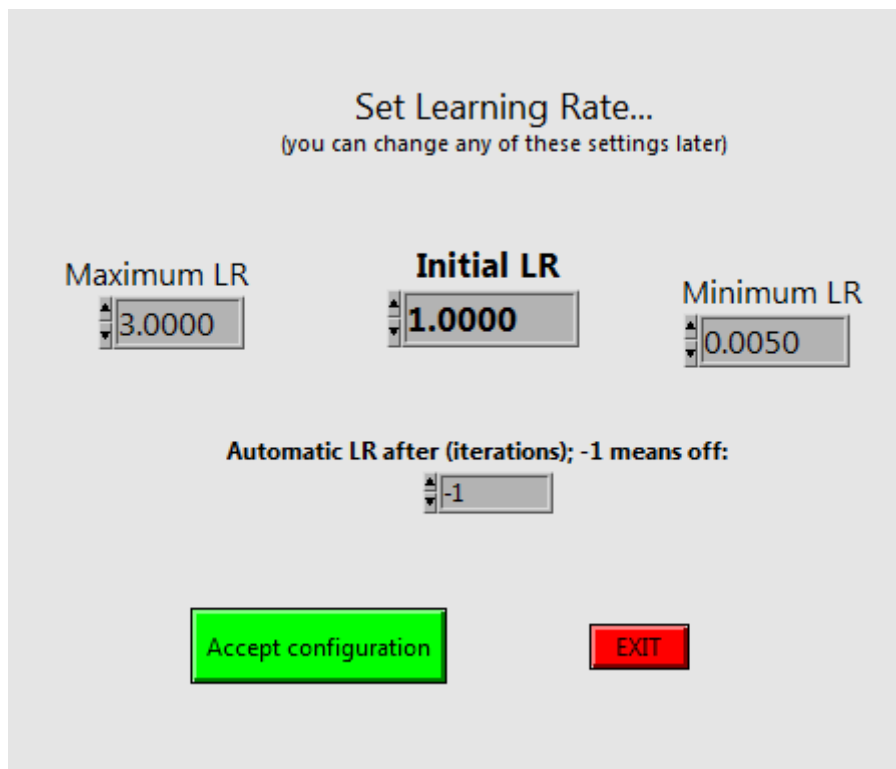 Set Learning Rate...
(you can change any of these settings later)
Maximum LR
3.0000
Initial LR
1.0000
Minimum LR
0.0050
Automatic LR after (iterations); -1 means off:
-1
Accept configuration
EXIT